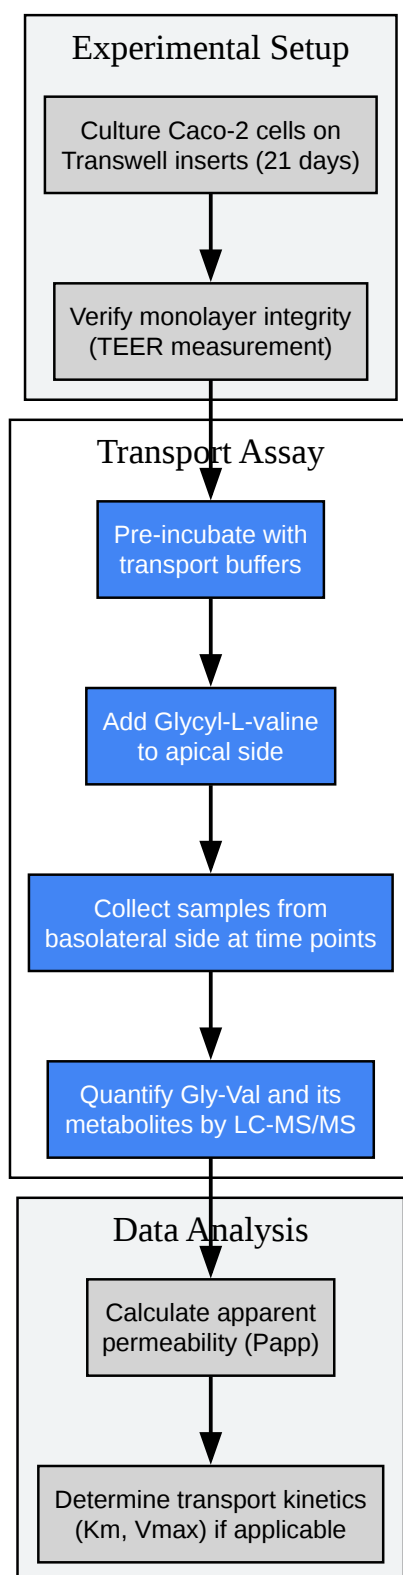 Experimental Setup
Culture Caco-2 cells on
Transwell inserts (21 days)
Verify monolayer integrity
(TEER measurement)
Transport Assay
Pre-incubate with
transport buffers
Add Glycyl-L-valine
to apical side
Collect samples from
basolateral side at time points
Quantify Gly-Val and its
metabolites by LC-MS/MS
Data Analysis
Calculate apparent
permeability (Papp)
Determine transport kinetics
(Km, Vmax) if applicable